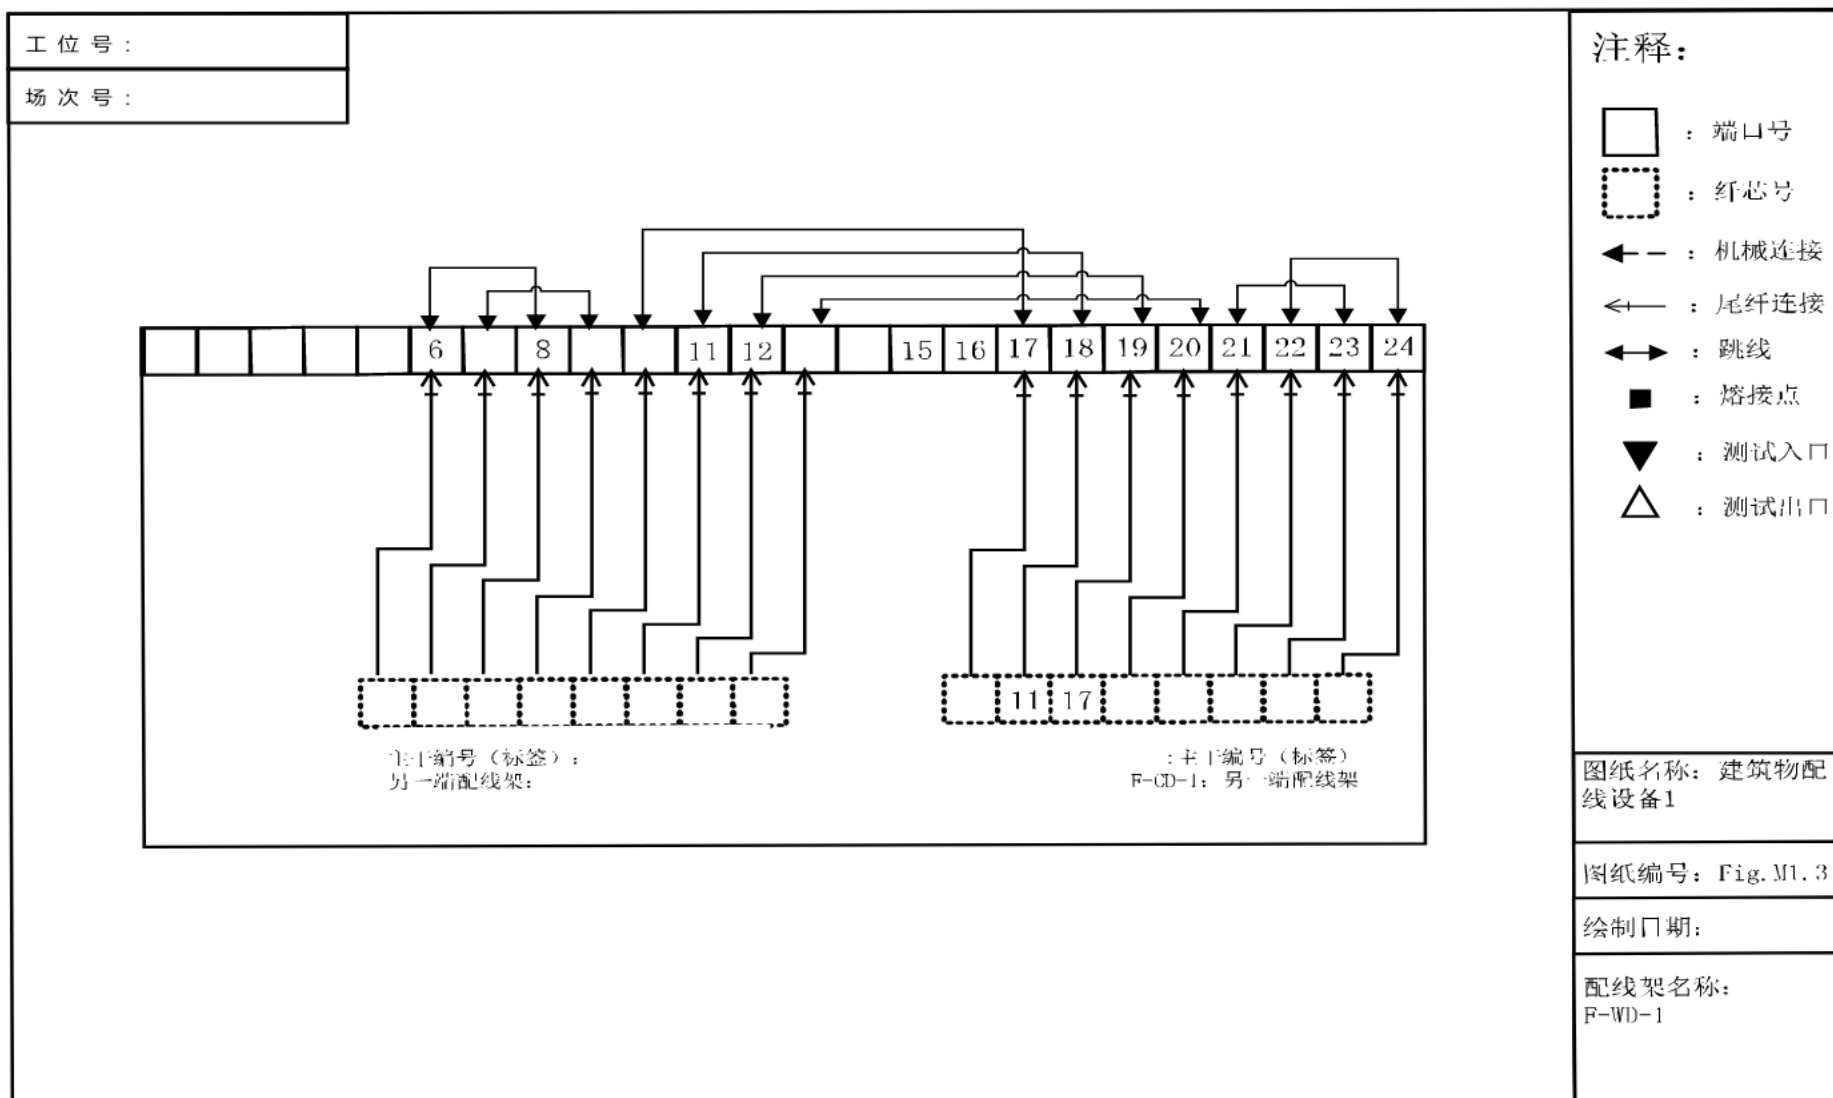 工位号:
场次号:
6 8 11 12 15 16 17 18 19 20 21 22 23 24
11 17
主干编号（标签）：
另一端配线架：
：主干编号（标签）
F-CD-1; 另一端配线架
注释：
：端口号
：纤芯号
：机械连接
：尾纤连接
：跳线
：熔接点
：测试入口
：测试出口
图纸名称：建筑物配
线设备1
图纸编号：Fig.M1.3
绘制日期：
配线架名称：
F-WD-1